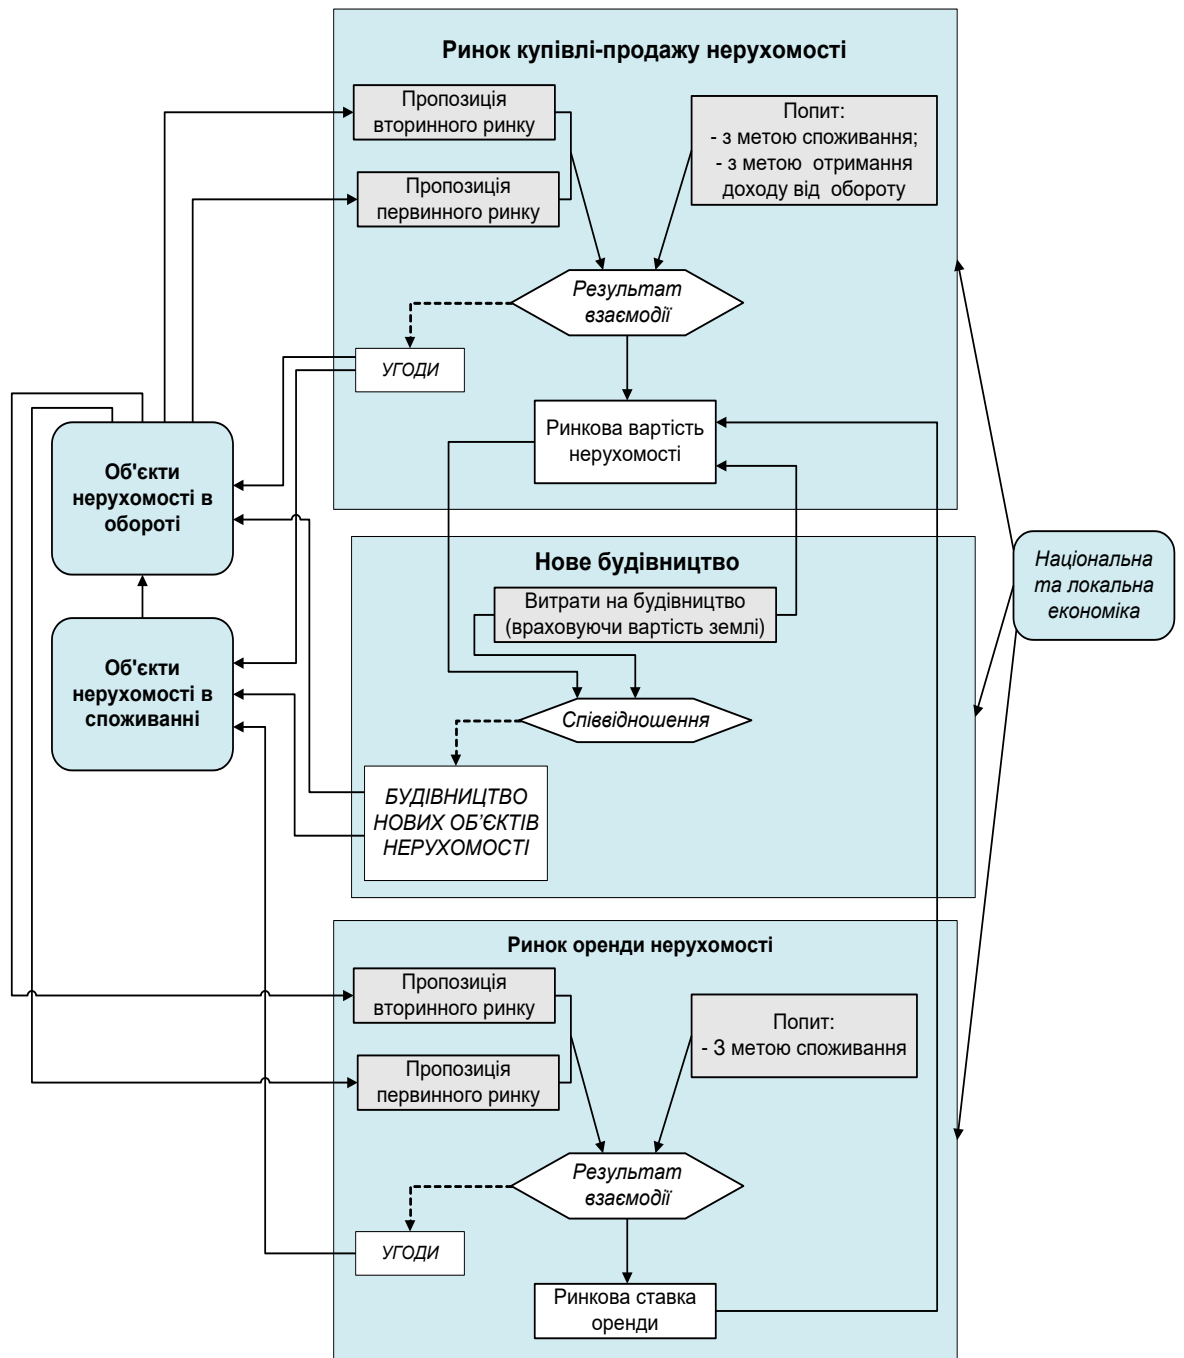 Ринок купівлі-продажу нерухомості
Пропозиція
вторинного ринку
Попит:
- з метою споживання;
- з метою отримання
доходу від обороту
Пропозиція
первинного ринку
Результат
взаємодії
УГОДИ
Ринкова вартість
нерухомості
Об'єкти
нерухомості в
обороті
Нове будівництво
Національна
та локальна
економіка
Витрати на будівництво
(враховуючи вартість землі)
Об'єкти
нерухомості в
споживанні
Співвідношення
БУДІВНИЦТВО
НОВИХ ОБ’ЄКТІВ
НЕРУХОМОСТІ
Ринок оренди нерухомості
Пропозиція
вторинного ринку
Попит:
- З метою споживання
Пропозиція
первинного ринку
Результат
взаємодії
УГОДИ
Ринкова ставка
оренди